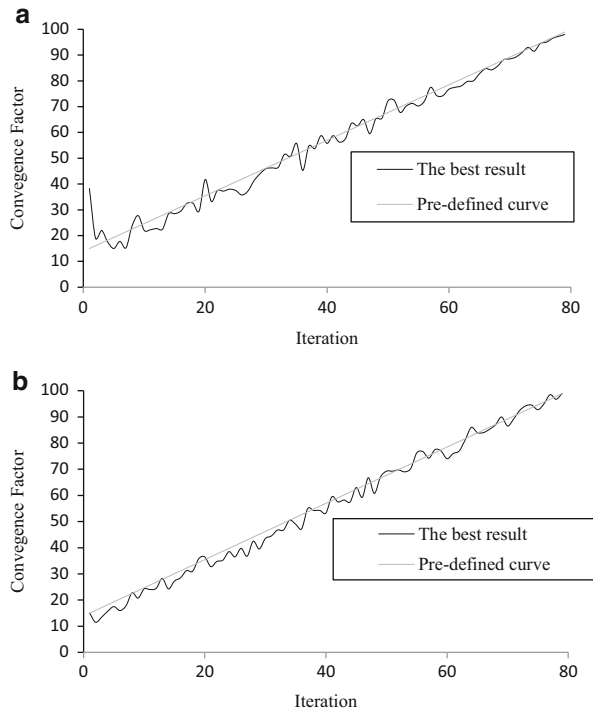 a
100
90
80
70
60
50
40
30
20
10
0
Convegence Factor
The best result
Pre-defined curve
0 20 40 60 80
Iteration
b
100
90
80
70
60
50
40
30
20
10
0
Convegence Factor
The best result
Pre-defined curve
0 20 40 60 80
Iteration